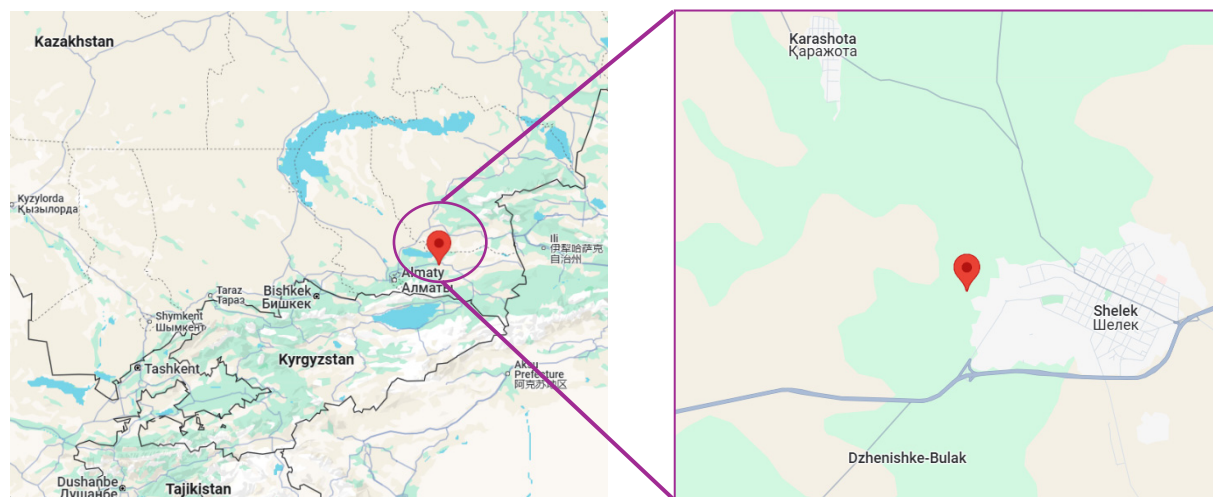 Kazakhstan
Kyzylorda
Қызылорда
Ili
伊犁哈萨克
自治州
Almaty
Алматы
Taraz
Тараз
Bishkek
Бишкек
Shymkent
Шымкент
Kyrgyzstan
Tashkent
Aksu
Prefecture
阿克苏地区
Dushanbe
Душанбе
Tajikistan
Karashota
Қаражота
Shelek
Шелек
Dzhenishke-Bulak